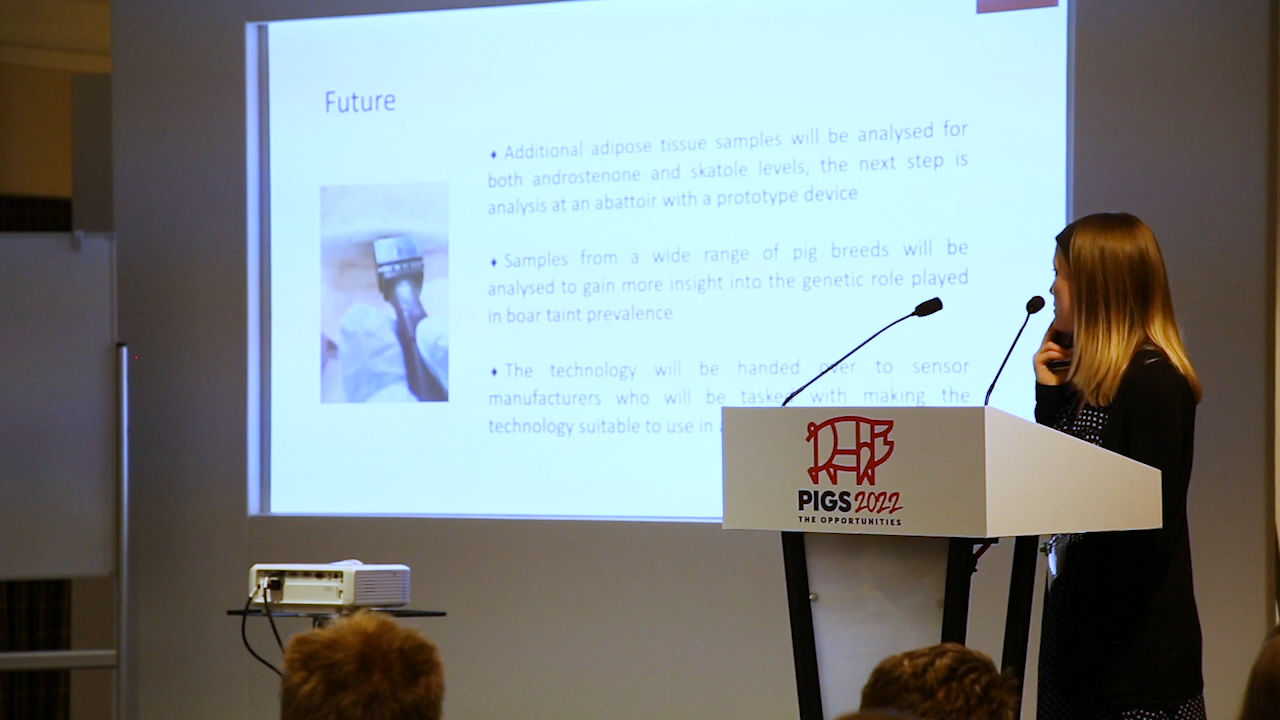 Future
♦ Additional adipose tissue samples will be analysed for
both androstenone and skatole levels, the next step is
analysis at an abattoir with a prototype device
♦ Samples from a wide range of pig breeds will be
analysed to gain more insight into the genetic role played
in boar taint prevalence
♦ The technology will be handed over to sensor
manufacturers who will be tasked with making the
technology suitable to use in
PIGS 2022
THE OPPORTUNITIES